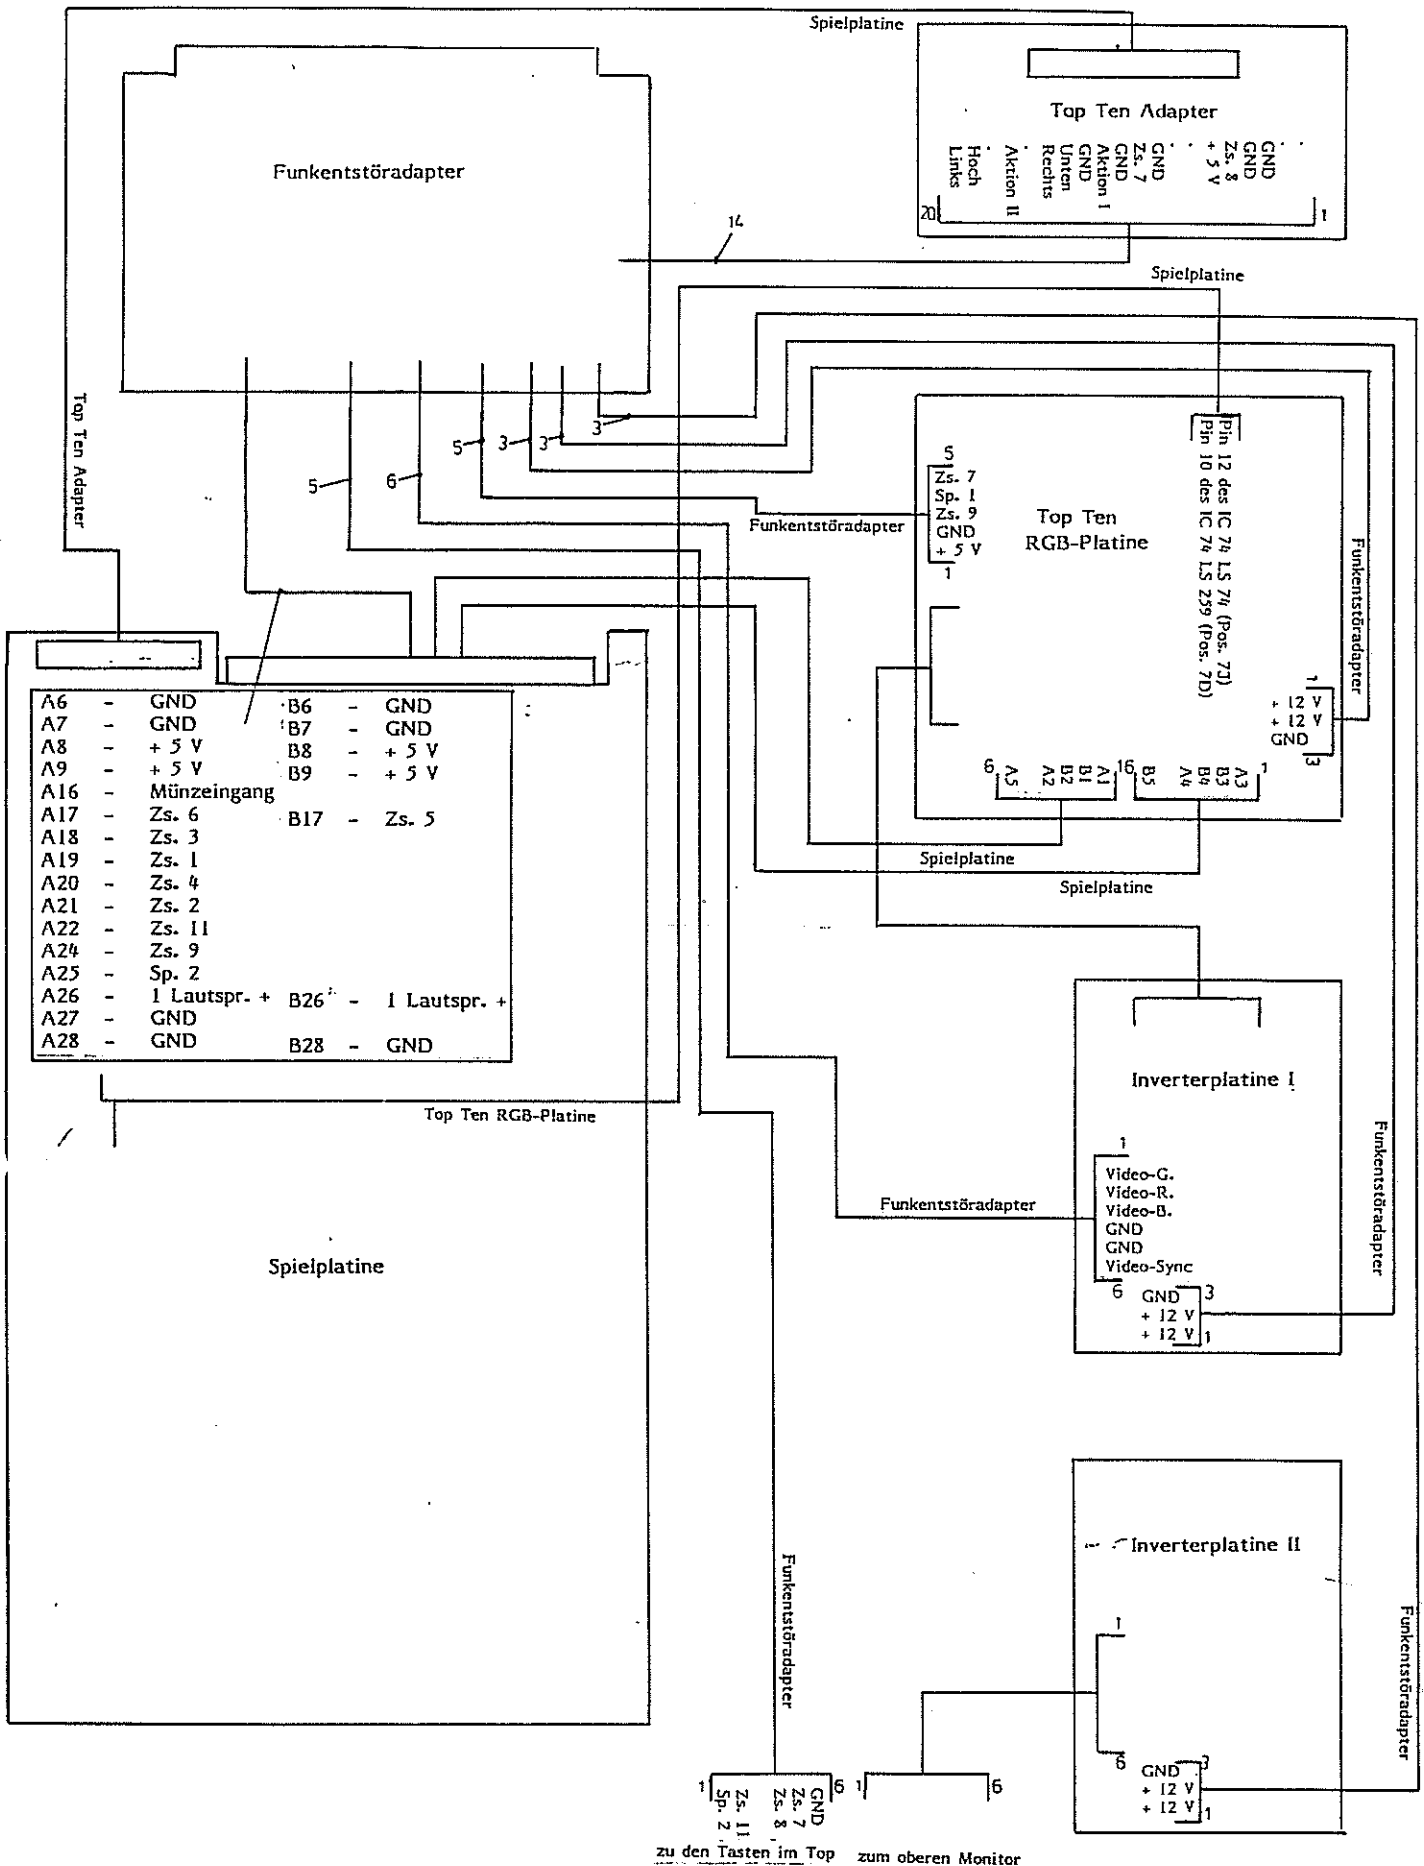 Spielplatine
Top Ten Adapter
GND
GND
Zs. 8
+ 5 V
GND
Zs. 7
GND
Aktion I
GND
Unten
Rechts
Aktion II
Hoch
Links
20
1
Funkentstöradapter
14
Spielplatine
Top Ten Adapter
5
6
5
3
3
3
Funkentstöradapter
5
Zs. 7
Sp. 1
Zs. 9
GND
+ 5 V
1
Top Ten
RGB-Platine
Pin 12 des IC 74 LS 74 (Pos. 7J)
Pin 10 des IC 74 LS 259 (Pos. 7D)
Funkentstöradapter
1
+ 12 V
+ 12 V
GND
3
6
A5
A2
B2
B1
A1
16
B5
A4
B4
B3
A3
1
Spielplatine
Spielplatine
A6 - GND B6 - GND
A7 - GND B7 - GND
A8 - + 5 V B8 - + 5 V
A9 - + 5 V B9 - + 5 V
A16 - Münzeingang
A17 - Zs. 6 B17 - Zs. 5
A18 - Zs. 3
A19 - Zs. 1
A20 - Zs. 4
A21 - Zs. 2
A22 - Zs. 11
A24 - Zs. 9
A25 - Sp. 2
A26 - 1 Lautspr. + B26 - 1 Lautspr. +
A27 - GND
A28 - GND B28 - GND
Top Ten RGB-Platine
Spielplatine
Inverterplatine I
1
Video-G.
Video-R.
Video-B.
GND
GND
Video-Sync
6
GND 3
+ 12 V
+ 12 V 1
Funkentstöradapter
Funkentstöradapter
Inverterplatine II
1
6
GND 3
+ 12 V
+ 12 V 1
Funkentstöradapter
Funkentstöradapter
1
Sp. 2
Zs. 11
Zs. 8
Zs. 7
GND
6
1
6
zu den Tasten im Top
zum oberen Monitor